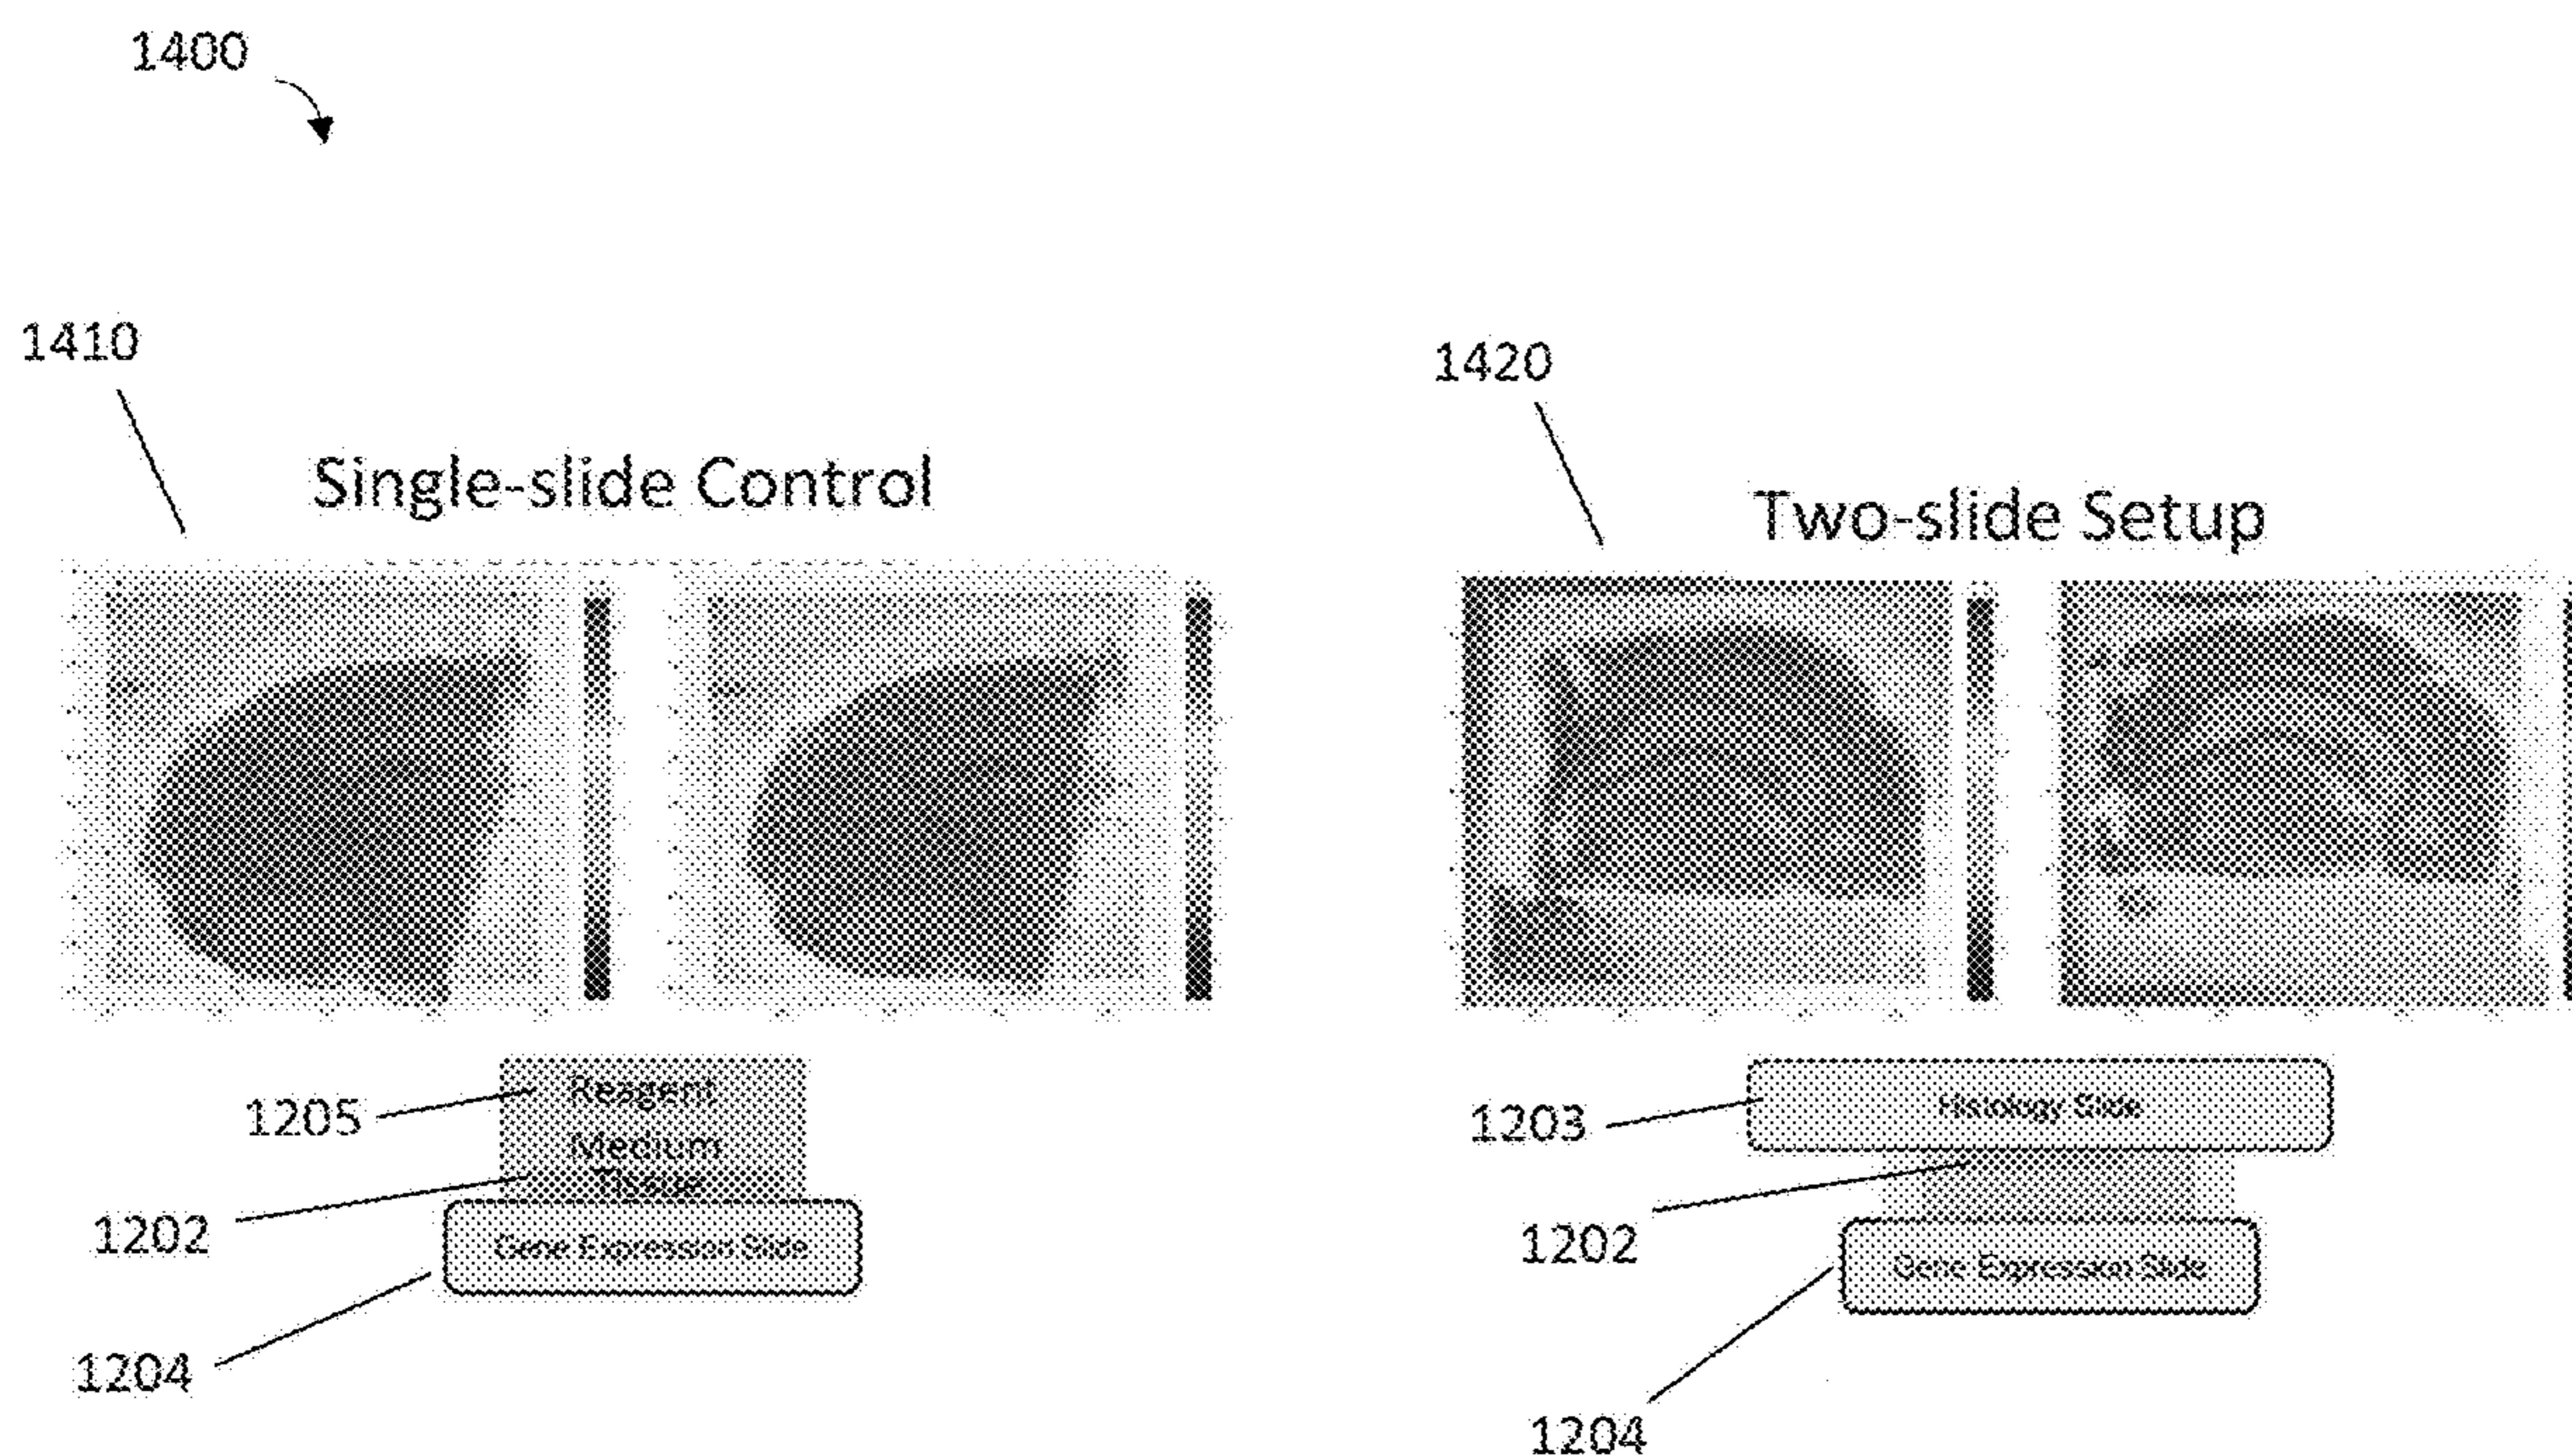 1400
1410
Single-slide Control
1420
Two-slide Setup
1205
Reagent
Medium
Tissue
1202
Gene Expression Slide
1204
1203
Histology Slide
1202
Gene Expression Slide
1204